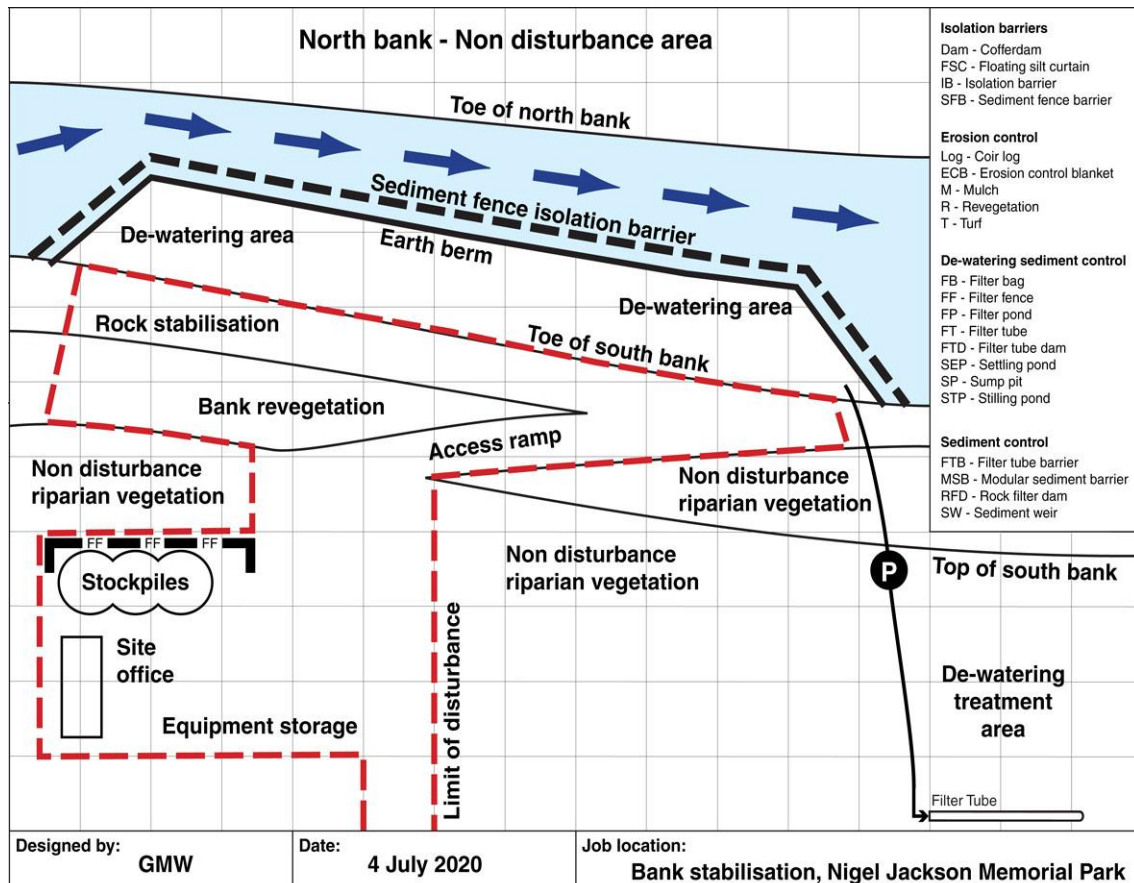 North bank - Non disturbance area
Toe of north bank
Sediment fence isolation barrier
De-watering area
Earth berm
De-watering area
Rock stabilisation
Toe of south bank
Bank revegetation
Access ramp
Non disturbance
riparian vegetation
Non disturbance
riparian vegetation
Non disturbance
riparian vegetation
FF
FF
FF
Stockpiles
P
Top of south bank
Site
office
Limit of disturbance
De-watering
treatment
area
Equipment storage
Filter Tube
Isolation barriers
Dam - Cofferdam
FSC - Floating silt curtain
IB - Isolation barrier
SFB - Sediment fence barrier
Erosion control
Log - Coir log
ECB - Erosion control blanket
M - Mulch
R - Revegetation
T - Turf
De-watering sediment control
FB - Filter bag
FF - Filter fence
FP - Filter pond
FT - Filter tube
FTD - Filter tube dam
SEP - Settling pond
SP - Sump pit
STP - Stilling pond
Sediment control
FTB - Filter tube barrier
MSB - Modular sediment barrier
RFD - Rock filter dam
SW - Sediment weir
Designed by:
GMW
Date:
4 July 2020
Job location:
Bank stabilisation, Nigel Jackson Memorial Park